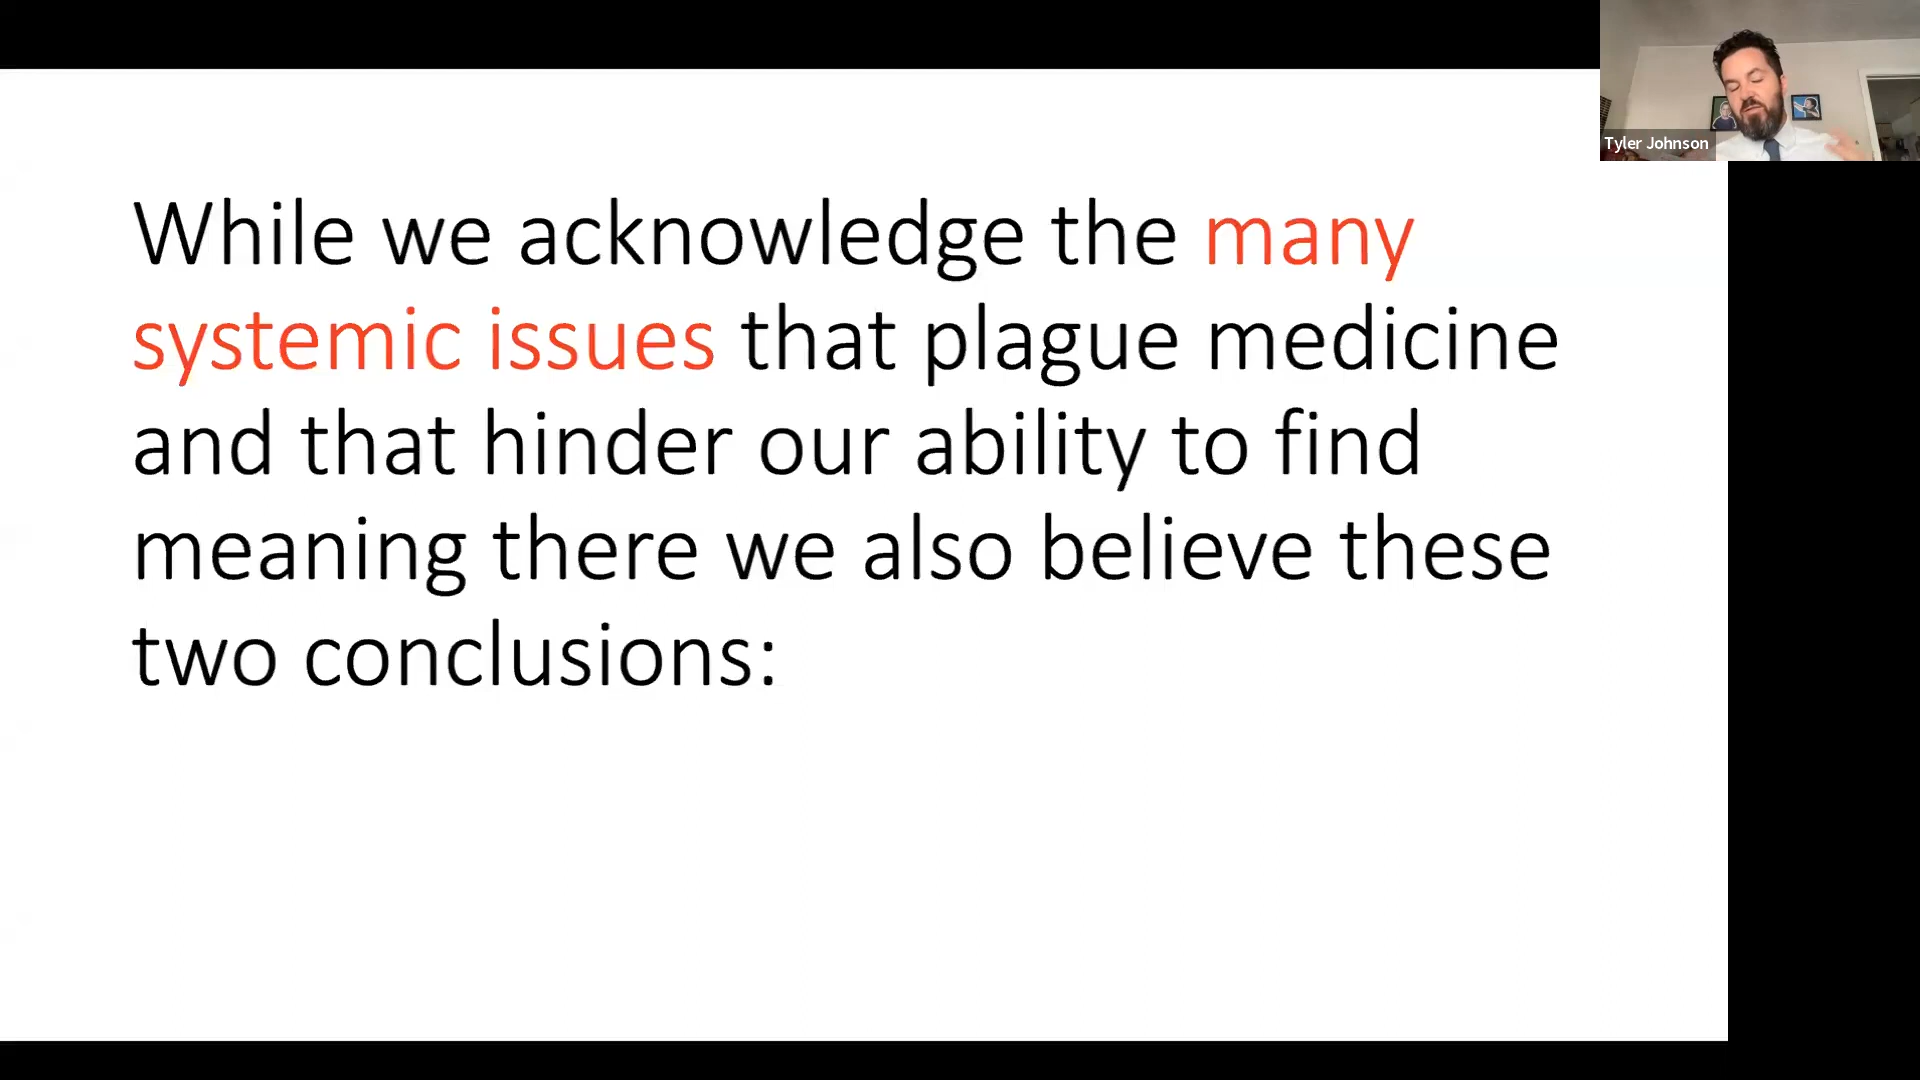 Tyler Johnson
While we acknowledge the many
systemic issues that plague medicine
and that hinder our ability to find
meaning there we also believe these
two conclusions: